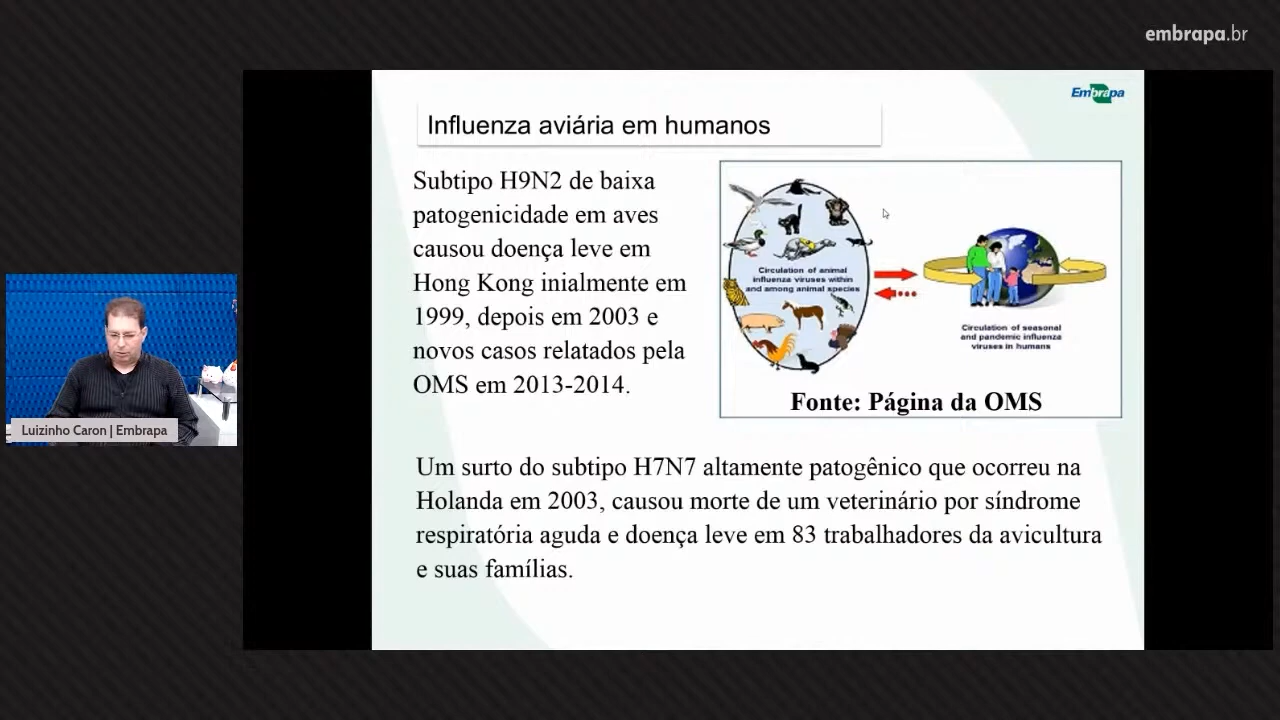 embrapa.br
Embrapa
Influenza aviária em humanos
Subtipo H9N2 de baixa
patogenicidade em aves
causou doença leve em
Hong Kong inialmente em
1999, depois em 2003 e
novos casos relatados pela
OMS em 2013-2014.
Circulation of animal
influenza viruses within
and among animal species
Circulation of seasonal
and pandemic influenza
viruses in humans
Fonte: Página da OMS
Um surto do subtipo H7N7 altamente patogênico que ocorreu na
Holanda em 2003, causou morte de um veterinário por síndrome
respiratória aguda e doença leve em 83 trabalhadores da avicultura
e suas famílias.
Luizinho Caron | Embrapa